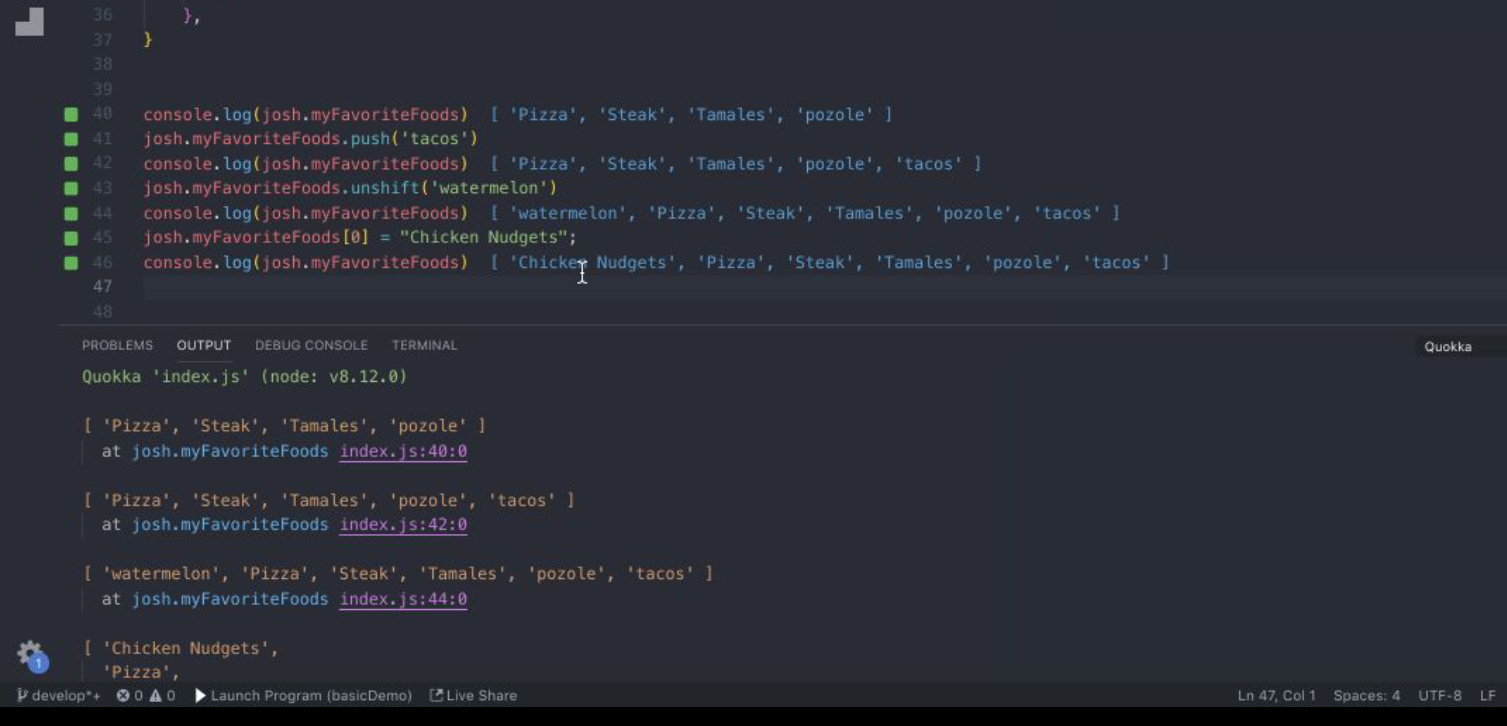 36 },
37 }
38
39
40 console.log(josh.myFavoriteFoods) [ 'Pizza', 'Steak', 'Tamales', 'pozole' ]
41 josh.myFavoriteFoods.push('tacos')
42 console.log(josh.myFavoriteFoods) [ 'Pizza', 'Steak', 'Tamales', 'pozole', 'tacos' ]
43 josh.myFavoriteFoods.unshift('watermelon')
44 console.log(josh.myFavoriteFoods) [ 'watermelon', 'Pizza', 'Steak', 'Tamales', 'pozole', 'tacos' ]
45 josh.myFavoriteFoods[0] = "Chicken Nudgets";
46 console.log(josh.myFavoriteFoods) [ 'Chicken Nudgets', 'Pizza', 'Steak', 'Tamales', 'pozole', 'tacos' ]
47
48
PROBLEMS OUTPUT DEBUG CONSOLE TERMINAL Quokka
Quokka 'index.js' (node: v8.12.0)
[ 'Pizza', 'Steak', 'Tamales', 'pozole' ]
at josh.myFavoriteFoods index.js:40:0
[ 'Pizza', 'Steak', 'Tamales', 'pozole', 'tacos' ]
at josh.myFavoriteFoods index.js:42:0
[ 'watermelon', 'Pizza', 'Steak', 'Tamales', 'pozole', 'tacos' ]
at josh.myFavoriteFoods index.js:44:0
[ 'Chicken Nudgets',
'Pizza',
1
develop*+ 0 0 Launch Program (basicDemo) Live Share Ln 47, Col 1 Spaces: 4 UTF-8 LF